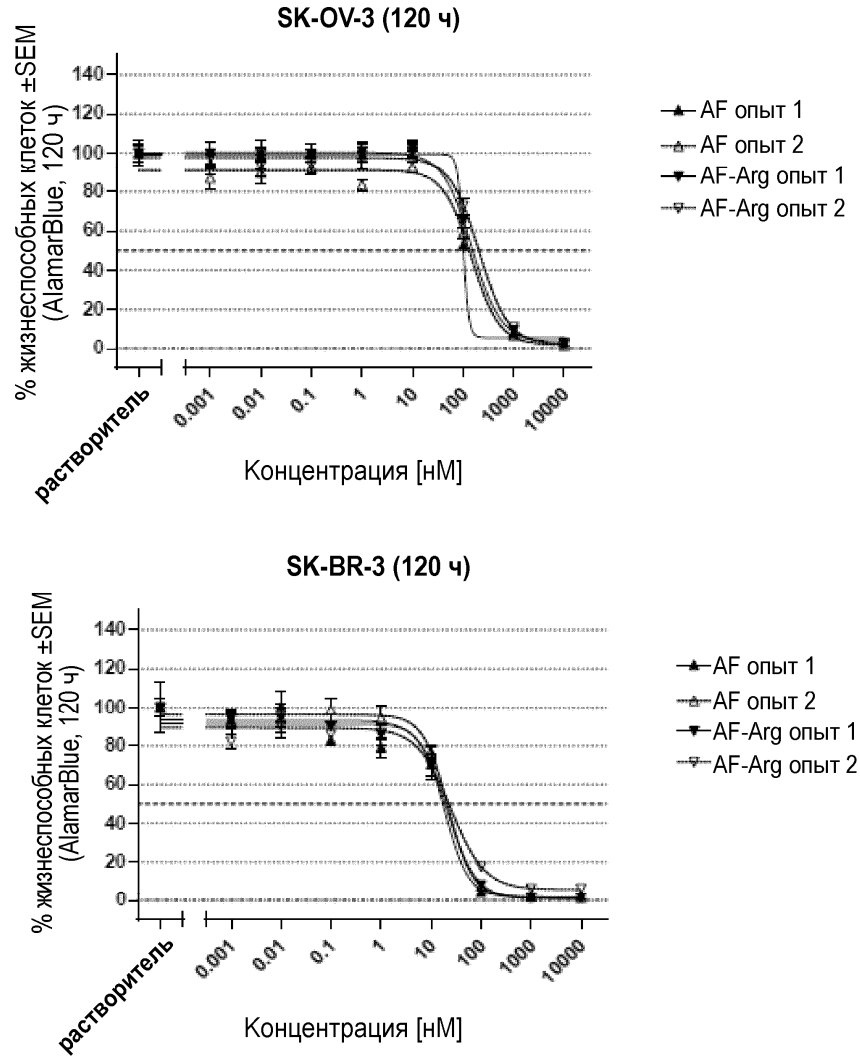 SK-OV-3 (120 ч)
% жизнеспособных клеток ±SEM
(AlamarBlue, 120 ч)
140
120
100
80
60
40
20
0
растворитель
0.001
0.01
0.1
1
10
100
1000
10000
Концентрация [нМ]
AF опыт 1
AF опыт 2
AF-Arg опыт 1
AF-Arg опыт 2
SK-BR-3 (120 ч)
% жизнеспособных клеток ±SEM
(AlamarBlue, 120 ч)
140
120
100
80
60
40
20
0
растворитель
0.001
0.01
0.1
1
10
100
1000
10000
Концентрация [нМ]
AF опыт 1
AF опыт 2
AF-Arg опыт 1
AF-Arg опыт 2